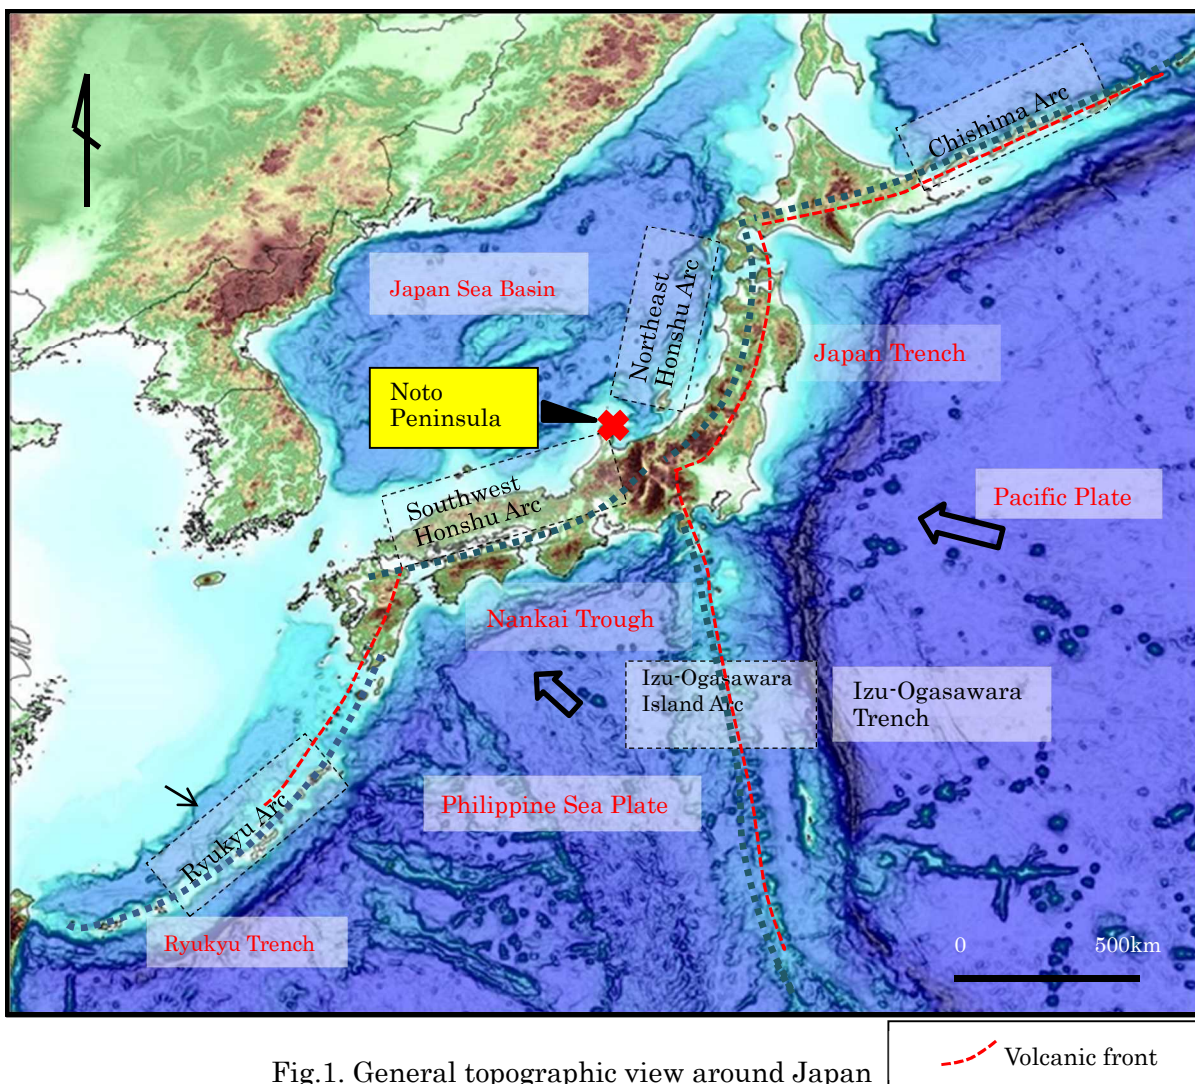 Chishima Arc
Japan Sea Basin
Northeast
Honshu Arc
Japan Trench
Noto
Peninsula
Southwest
Honshu Arc
Pacific Plate
Nankai Trough
Izu-Ogasawara
Island Arc
Izu-Ogasawara
Trench
Philippine Sea Plate
Ryukyu Arc
Ryukyu Trench
0 500km
Volcanic front
Fig.1. General topographic view around Japan